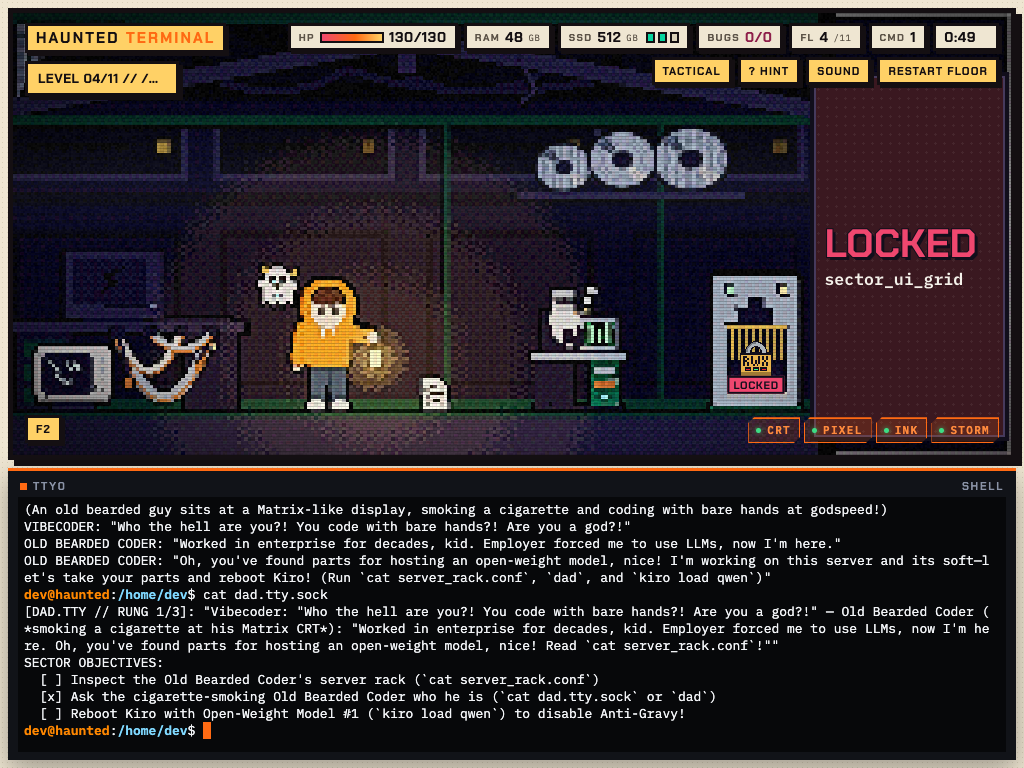 HAUNTED TERMINAL
HP 130/130
RAM 48 GB
SSD 512 GB
BUGS 0/0
FL 4 /11
CMD 1
0:49
LEVEL 04/11 // /…
TACTICAL
? HINT
SOUND
RESTART FLOOR
LOCKED
sector_ui_grid
LOCKED
F2
CRT
PIXEL
INK
STORM
TTY0
SHELL
(An old bearded guy sits at a Matrix-like display, smoking a cigarette and coding with bare hands at godspeed!)
VIBECODER: "Who the hell are you?! You code with bare hands?! Are you a god?!"
OLD BEARDED CODER: "Worked in enterprise for decades, kid. Employer forced me to use LLMs, now I'm here."
OLD BEARDED CODER: "Oh, you've found parts for hosting an open-weight model, nice! I'm working on this server and its soft—l
et's take your parts and reboot Kiro! (Run `cat server_rack.conf`, `dad`, and `kiro load qwen`)"
dev@haunted:/home/dev$ cat dad.tty.sock
[DAD.TTY // RUNG 1/3]: "Vibecoder: "Who the hell are you?! You code with bare hands?! Are you a god?!" — Old Bearded Coder (
*smoking a cigarette at his Matrix CRT*): "Worked in enterprise for decades, kid. Employer forced me to use LLMs, now I'm he
re. Oh, you've found parts for hosting an open-weight model, nice! Read `cat server_rack.conf`!""
SECTOR OBJECTIVES:
[ ] Inspect the Old Bearded Coder's server rack (`cat server_rack.conf`)
[x] Ask the cigarette-smoking Old Bearded Coder who he is (`cat dad.tty.sock` or `dad`)
[ ] Reboot Kiro with Open-Weight Model #1 (`kiro load qwen`) to disable Anti-Gravy!
dev@haunted:/home/dev$